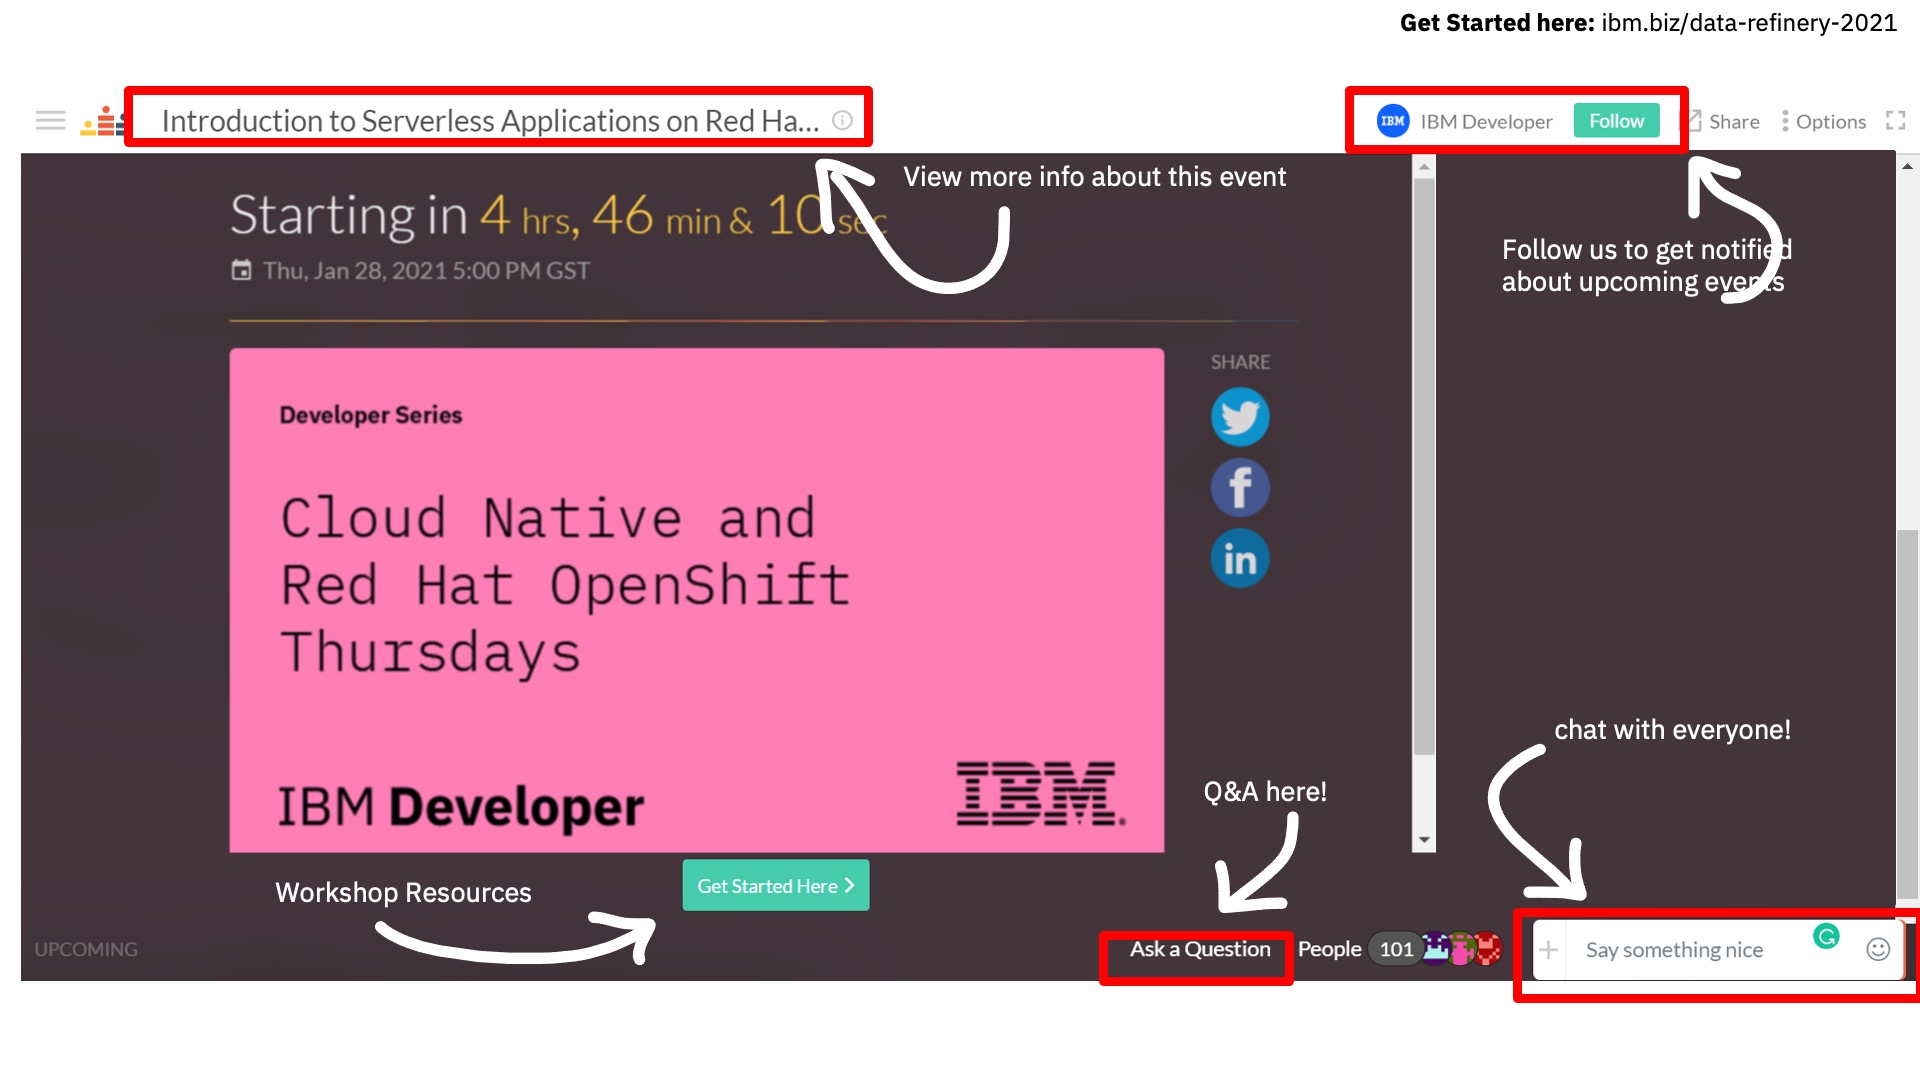 Get Started here: ibm.biz/data-refinery-2021
Introduction to Serverless Applications on Red Ha...
IBM
IBM Developer
Follow
Share
Options
View more info about this event
Starting in 4 hrs, 46 min & 10 sec
Thu, Jan 28, 2021 5:00 PM GST
Follow us to get notified
about upcoming events
SHARE
Developer Series
Cloud Native and
Red Hat OpenShift
Thursdays
IBM Developer
IBM.
chat with everyone!
Q&A here!
Workshop Resources
Get Started Here
UPCOMING
Ask a Question
People
101
Say something nice